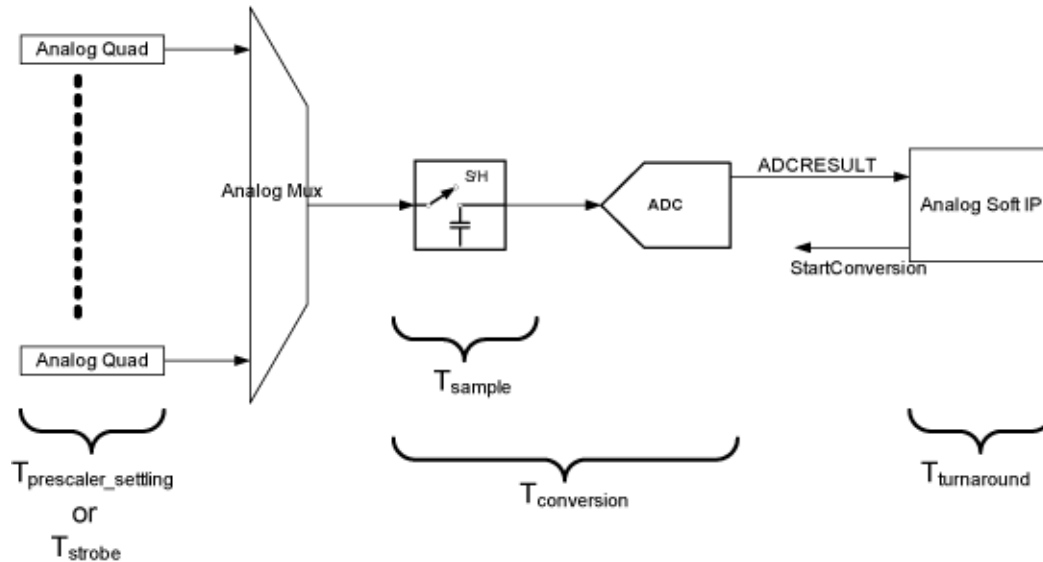 Analog Quad
Analog Mux
S/H
ADC
ADCRESULT
Analog Soft IP
StartConversion
Analog Quad
Tsample
Tprescaler_settling
or
Tstrobe
Tconversion
Tturnaround